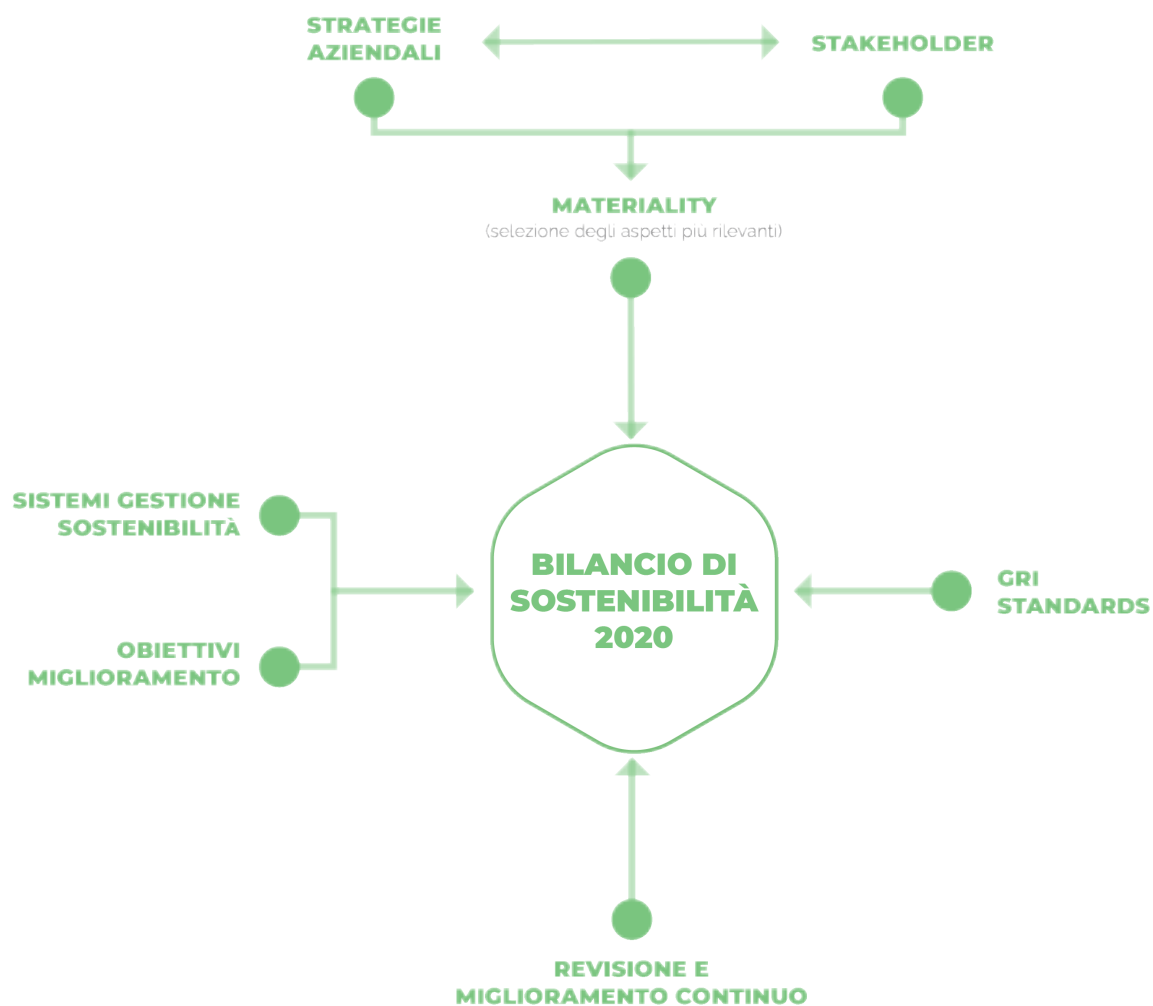 STRATEGIE
AZIENDALI
STAKEHOLDER
MATERIALITY
(selezione degli aspetti più rilevanti)
SISTEMI GESTIONE
SOSTENIBILITÀ
OBIETTIVI
MIGLIORAMENTO
BILANCIO DI
SOSTENIBILITÀ
2020
GRI
STANDARDS
REVISIONE E
MIGLIORAMENTO CONTINUO